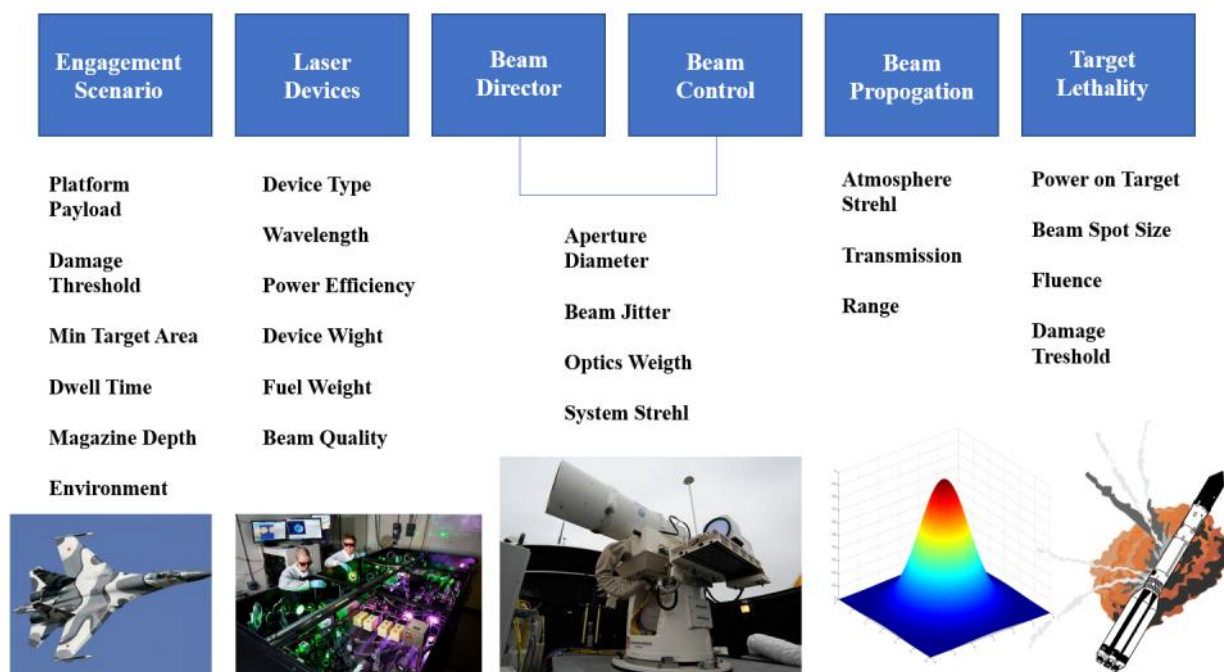 Engagement
Scenario
Laser
Devices
Beam
Director
Beam
Control
Beam
Propogation
Target
Lethality
Platform
Payload
Damage
Threshold
Min Target Area
Dwell Time
Magazine Depth
Environment
Device Type
Wavelength
Power Efficiency
Device Wight
Fuel Weight
Beam Quality
Aperture
Diameter
Beam Jitter
Optics Weigth
System Strehl
Atmosphere
Strehl
Transmission
Range
Power on Target
Beam Spot Size
Fluence
Damage
Treshold